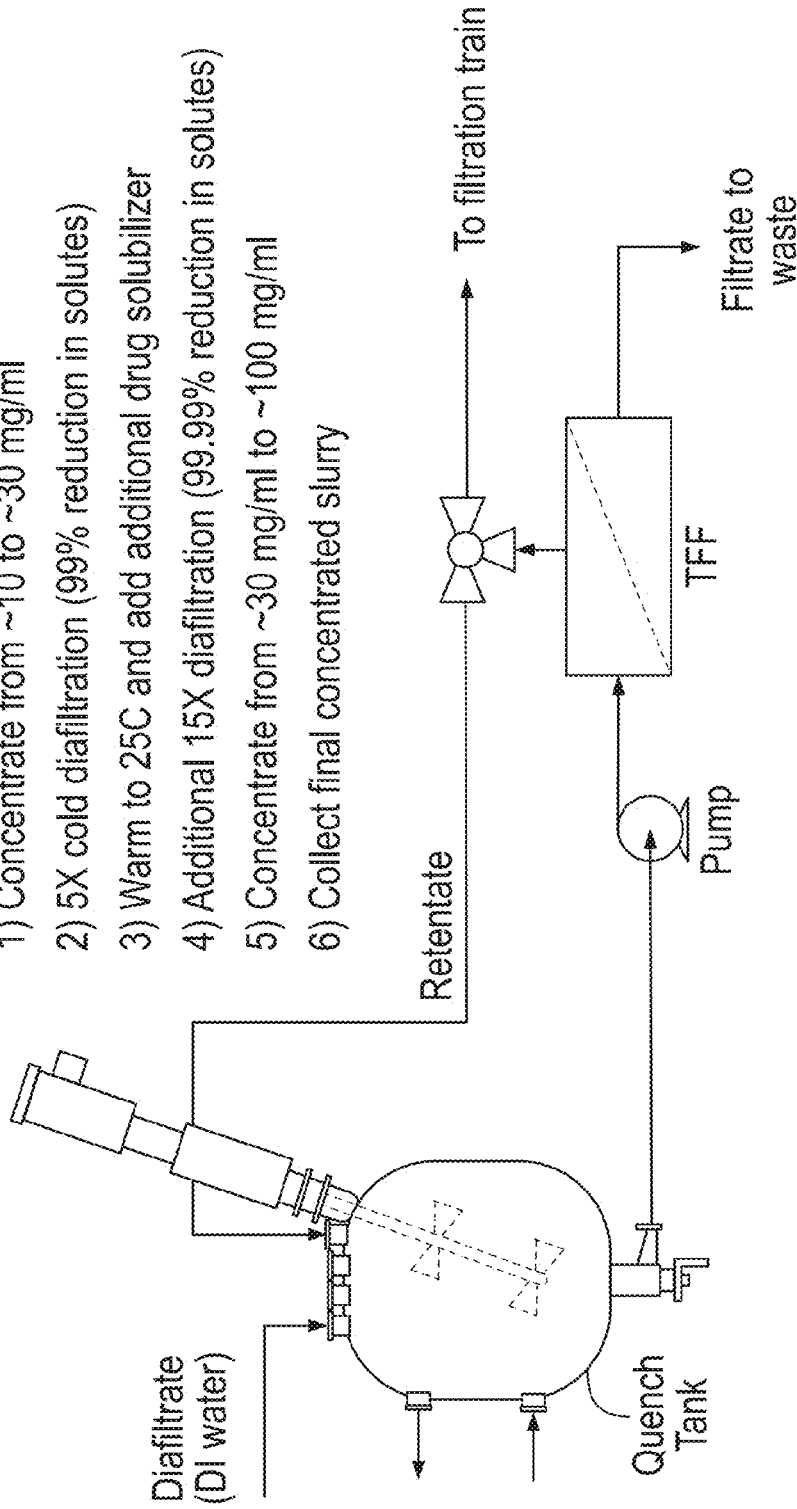 1) Concentrate from ~10 to ~30 mg/ml
2) 5X cold diafiltration (99% reduction in solutes)
3) Warm to 25C and add additional drug solubilizer
4) Additional 15X diafiltration (99.99% reduction in solutes)
5) Concentrate from ~30 mg/ml to ~100 mg/ml
6) Collect final concentrated slurry
Diafiltrate
(DI water)
Retentate
To filtration train
Quench
Tank
Pump
TFF
Filtrate to
waste